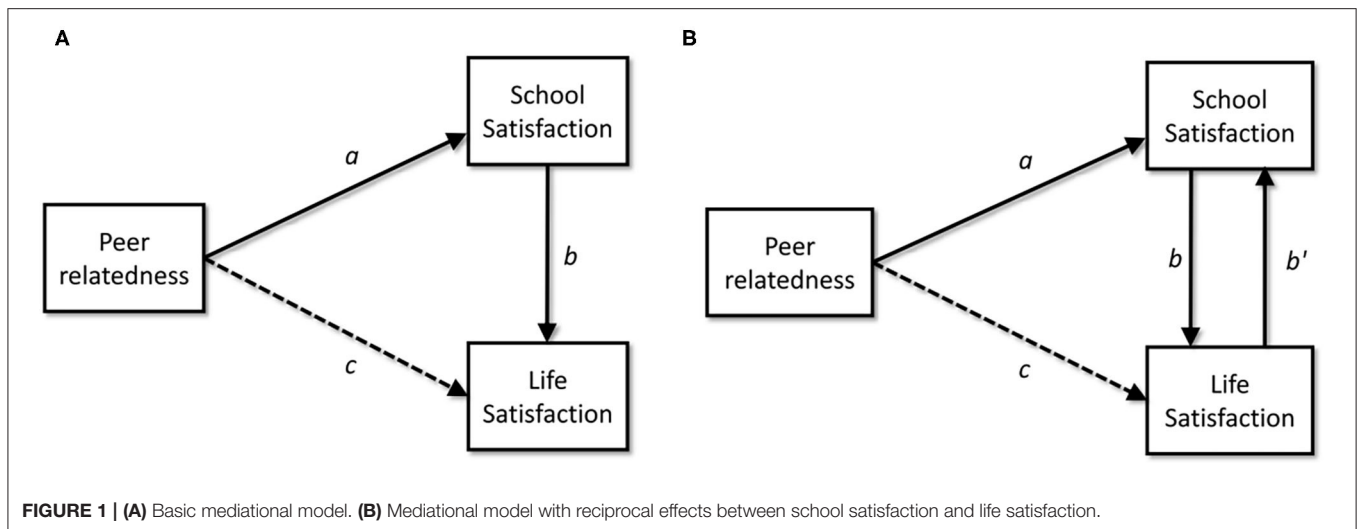 A
School
Satisfaction
a
Peer
relatedness
b
c
Life
Satisfaction
B
School
Satisfaction
a
Peer
relatedness
b
b'
c
Life
Satisfaction
FIGURE 1 | (A) Basic mediational model. (B) Mediational model with reciprocal effects between school satisfaction and life satisfaction.